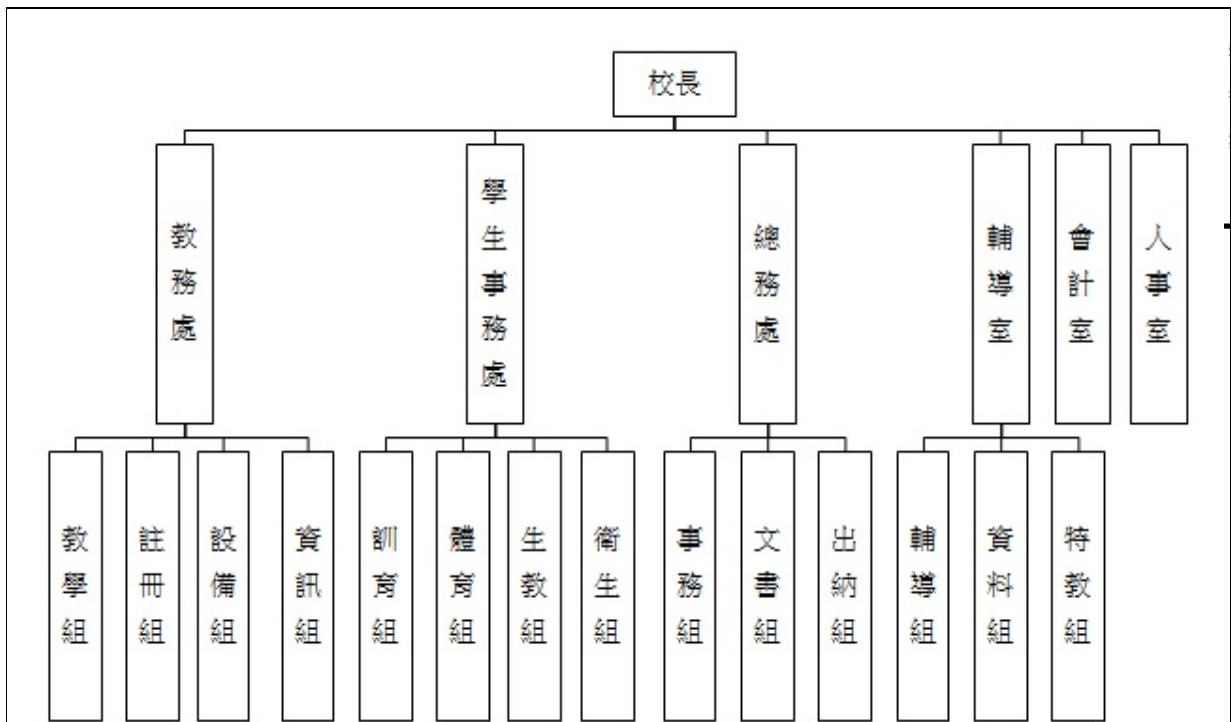 校長
教務處
學生事務處
總務處
輔導室
會計室
人事室
教學組
註冊組
設備組
資訊組
訓育組
體育組
生教組
衛生組
事務組
文書組
出納組
輔導組
資料組
特教組